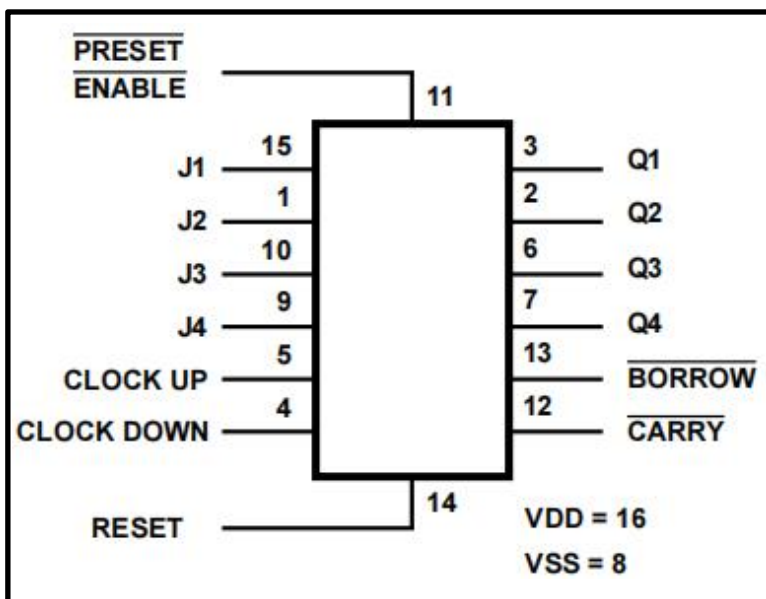 PRESET
ENABLE
11
J1 15 3 Q1
J2 1 2 Q2
J3 10 6 Q3
J4 9 7 Q4
CLOCK UP 5 13 BORROW
CLOCK DOWN 4 12 CARRY
RESET 14
VDD = 16
VSS = 8